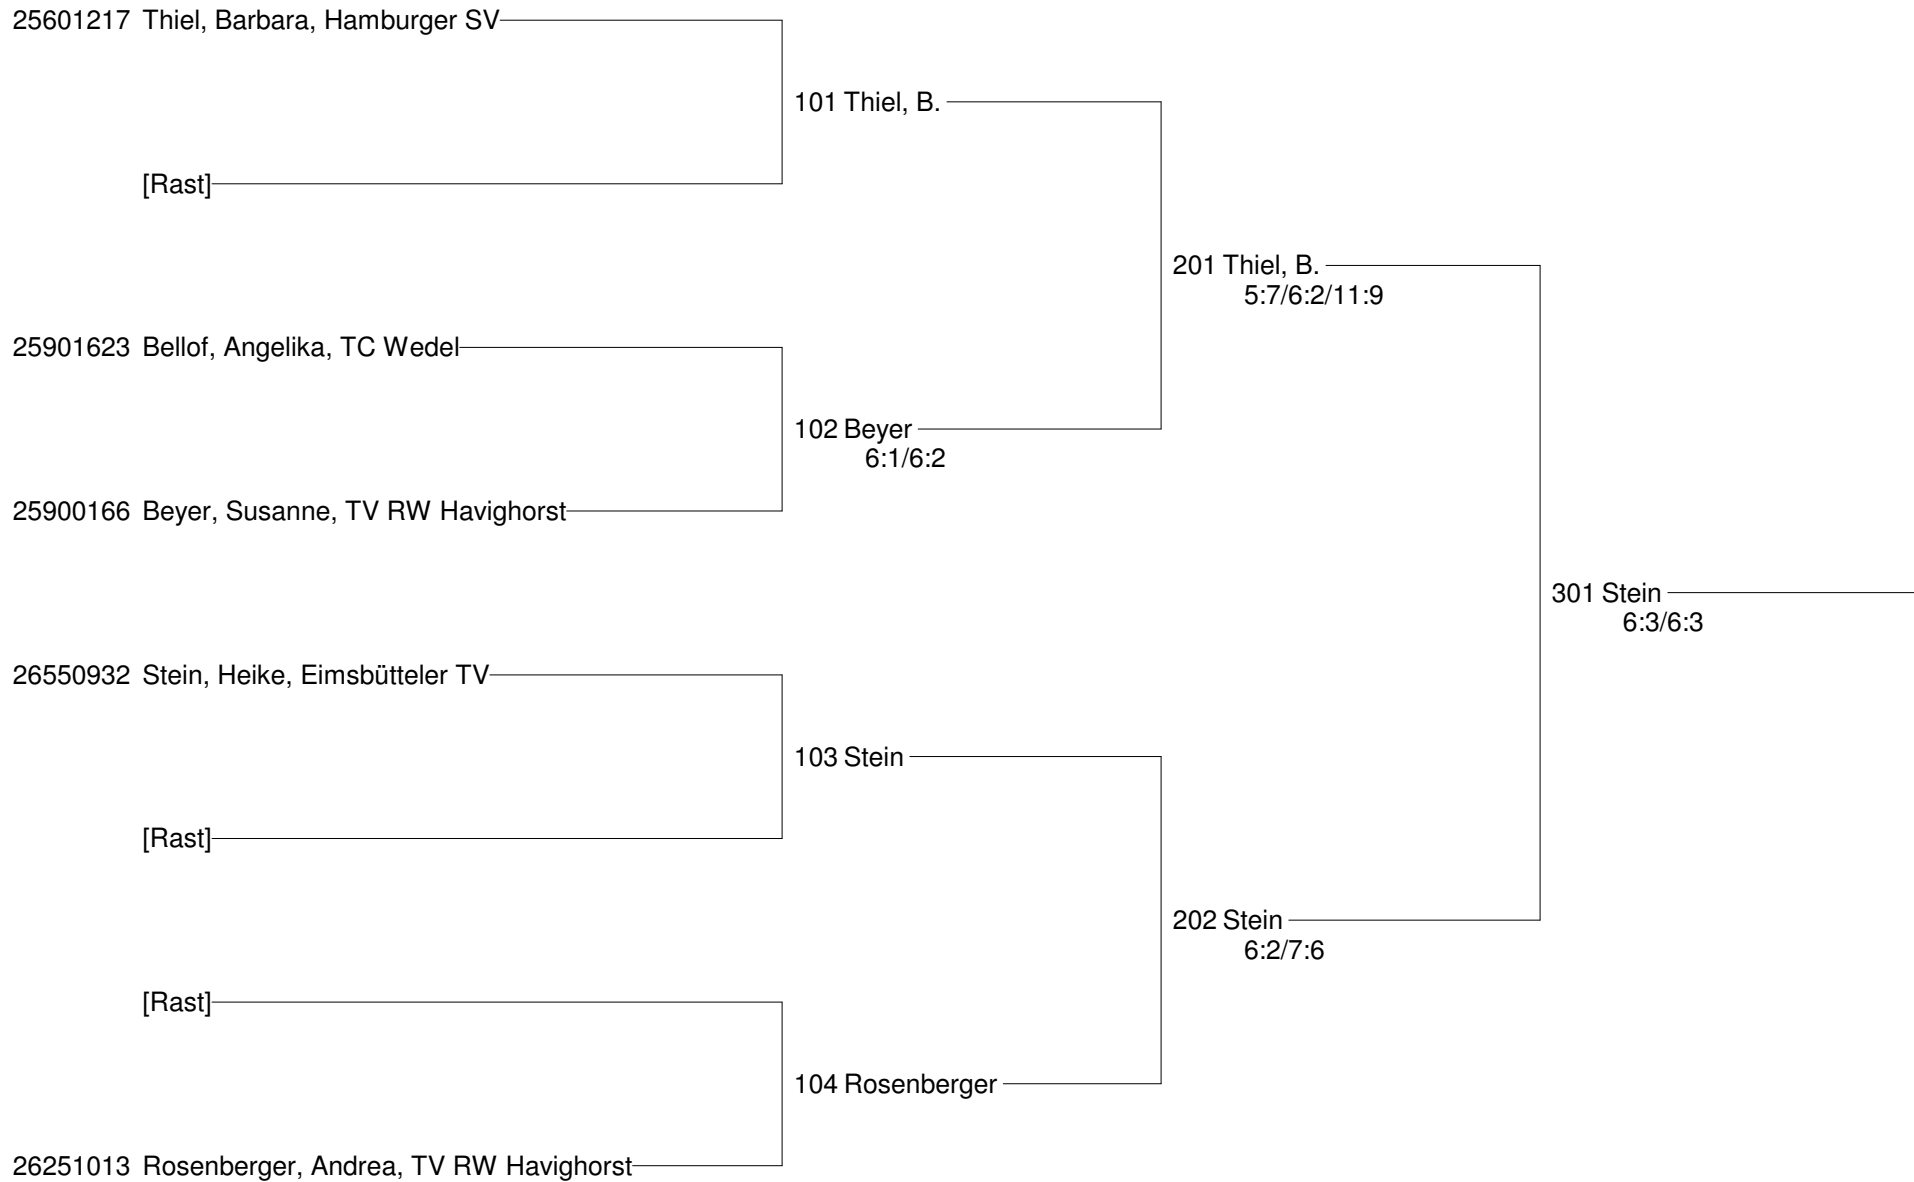 25601217 Thiel, Barbara, Hamburger SV
101 Thiel, B.
[Rast]
201 Thiel, B.
5:7/6:2/11:9
25901623 Bellof, Angelika, TC Wedel
102 Beyer
6:1/6:2
25900166 Beyer, Susanne, TV RW Havighorst
301 Stein
6:3/6:3
26550932 Stein, Heike, Eimsbütteler TV
103 Stein
[Rast]
202 Stein
6:2/7:6
[Rast]
104 Rosenberger
26251013 Rosenberger, Andrea, TV RW Havighorst